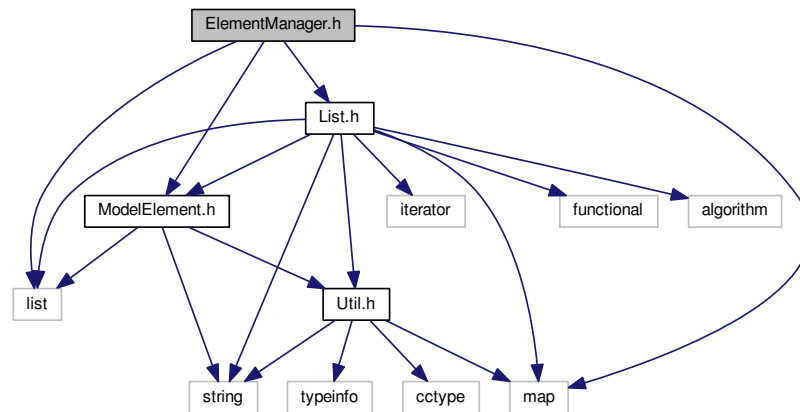 ElementManager.h
List.h
ModelElement.h
iterator
functional
algorithm
list
Util.h
string
typeinfo
cctype
map